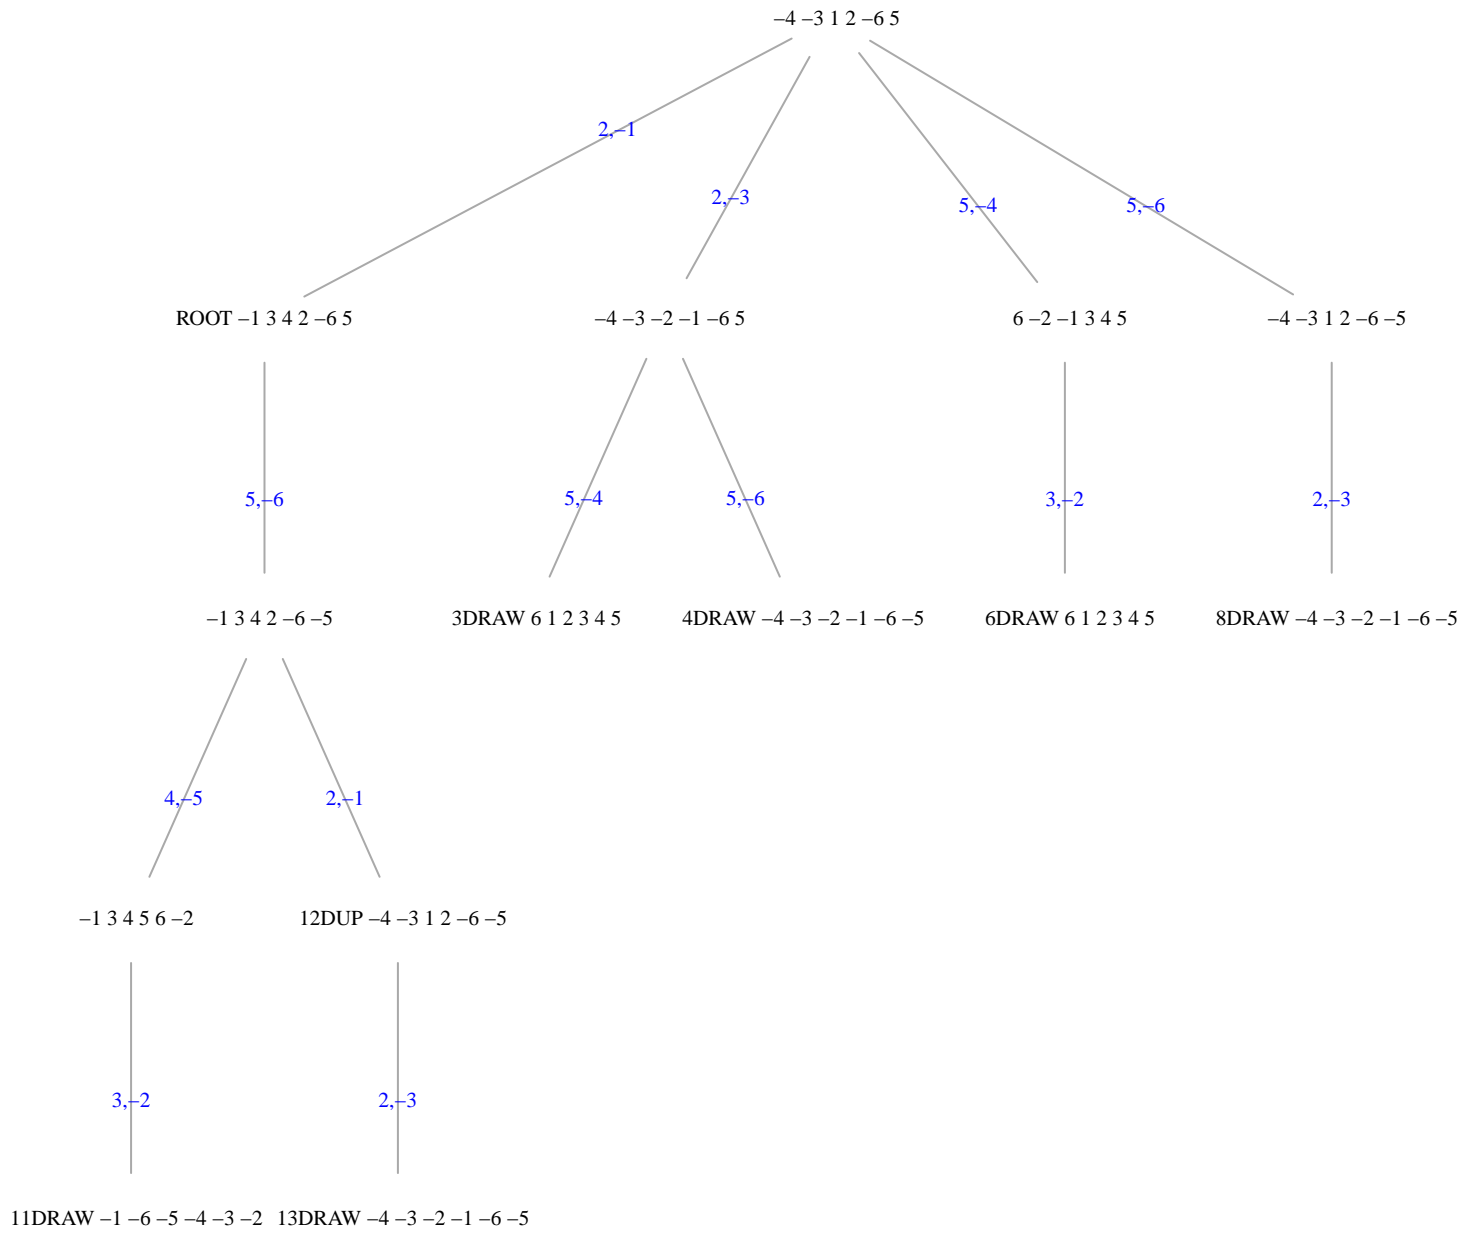 –4 –3 1 2 –6 5
2,–1
2,–3
5,–4
5,–6
ROOT –1 3 4 2 –6 5
–4 –3 –2 –1 –6 5
6 –2 –1 3 4 5
–4 –3 1 2 –6 –5
5,–6
5,–4
5,–6
3,–2
2,–3
–1 3 4 2 –6 –5
3DRAW 6 1 2 3 4 5
4DRAW –4 –3 –2 –1 –6 –5
6DRAW 6 1 2 3 4 5
8DRAW –4 –3 –2 –1 –6 –5
4,–5
2,–1
–1 3 4 5 6 –2
12DUP –4 –3 1 2 –6 –5
3,–2
2,–3
11DRAW –1 –6 –5 –4 –3 –2
13DRAW –4 –3 –2 –1 –6 –5